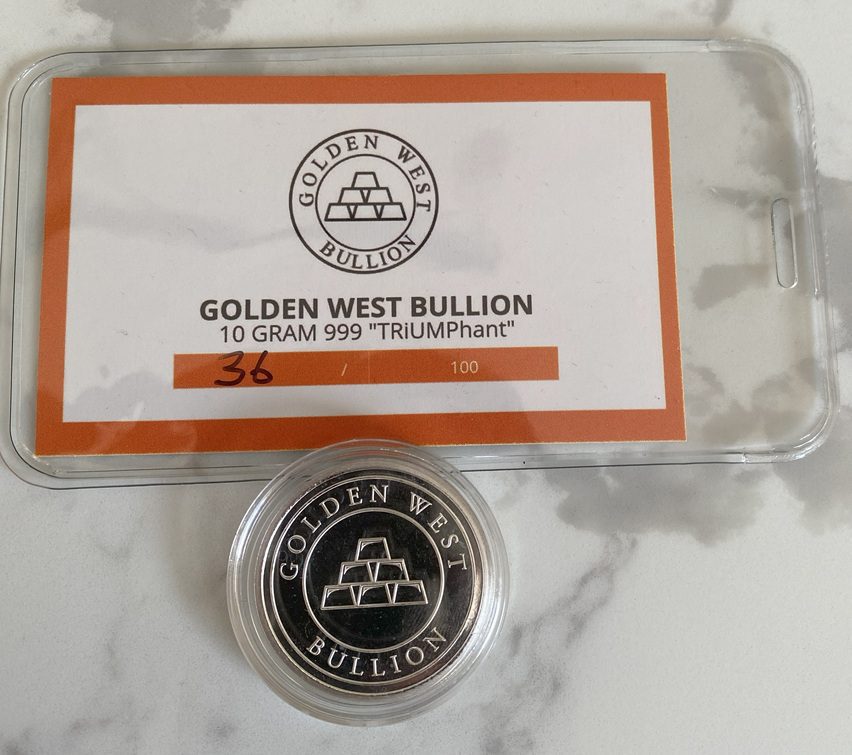 GOLDEN WEST
BULLION
GOLDEN WEST BULLION
10 GRAM 999 "TRiUMPhant"
36 / 100
GOLDEN WEST
BULLION